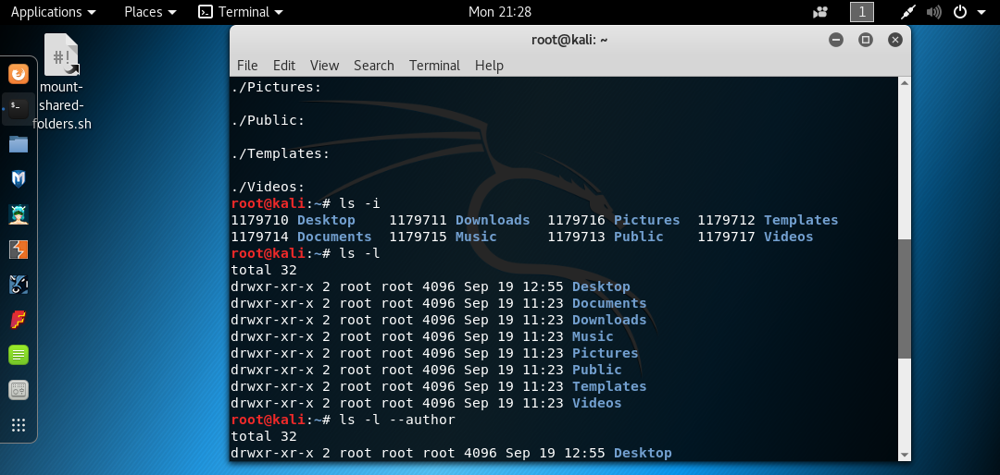 Applications Places Terminal Mon 21:28 1
#!
mount-
shared-
folders.sh
root@kali: ~
File Edit View Search Terminal Help
./Pictures:
./Public:
./Templates:
./Videos:
root@kali:~# ls -i
1179710 Desktop 1179711 Downloads 1179716 Pictures 1179712 Templates
1179714 Documents 1179715 Music 1179713 Public 1179717 Videos
root@kali:~# ls -l
total 32
drwxr-xr-x 2 root root 4096 Sep 19 12:55 Desktop
drwxr-xr-x 2 root root 4096 Sep 19 11:23 Documents
drwxr-xr-x 2 root root 4096 Sep 19 11:23 Downloads
drwxr-xr-x 2 root root 4096 Sep 19 11:23 Music
drwxr-xr-x 2 root root 4096 Sep 19 11:23 Pictures
drwxr-xr-x 2 root root 4096 Sep 19 11:23 Public
drwxr-xr-x 2 root root 4096 Sep 19 11:23 Templates
drwxr-xr-x 2 root root 4096 Sep 19 11:23 Videos
root@kali:~# ls -l --author
total 32
drwxr-xr-x 2 root root root 4096 Sep 19 12:55 Desktop